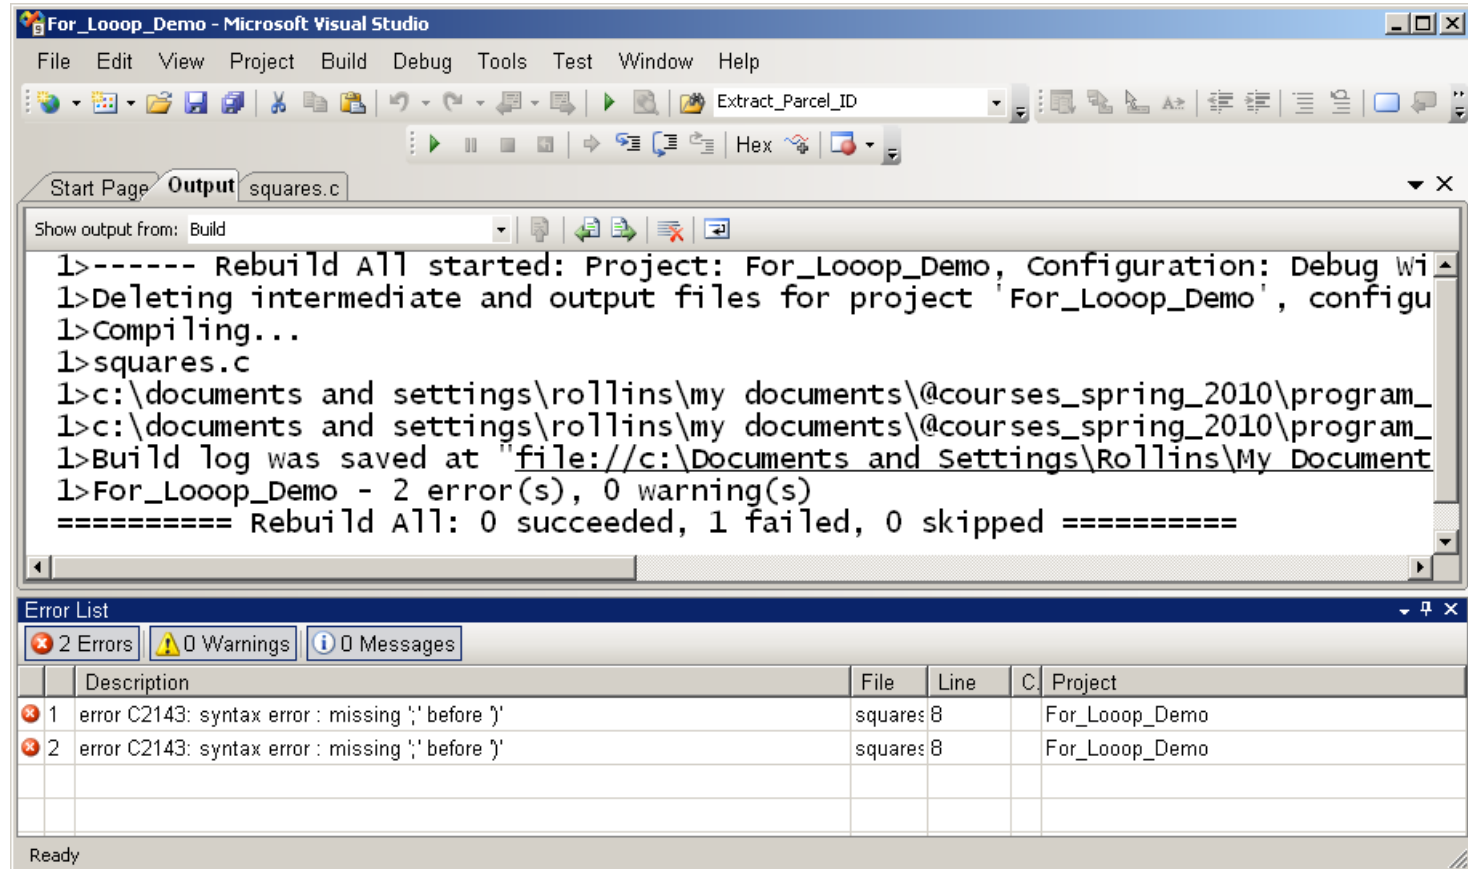 For_Looop_Demo - Microsoft Visual Studio
File Edit View Project Build Debug Tools Test Window Help
Extract_Parcel_ID
Hex
Start Page Output squares.c
Show output from: Build
1>------ Rebuild All started: Project: For_Looop_Demo, Configuration: Debug Wi
1>Deleting intermediate and output files for project 'For_Looop_Demo', configu
1>Compiling...
1>squares.c
1>c:\documents and settings\rollins\my documents\@courses_spring_2010\program_
1>c:\documents and settings\rollins\my documents\@courses_spring_2010\program_
1>Build log was saved at "file://c:\Documents and Settings\Rollins\My Document
1>For_Looop_Demo - 2 error(s), 0 warning(s)
========== Rebuild All: 0 succeeded, 1 failed, 0 skipped ==========
Error List
2 Errors 0 Warnings 0 Messages
Description File Line C. Project
1 error C2143: syntax error : missing ';' before ')' squares 8 For_Looop_Demo
2 error C2143: syntax error : missing ';' before ')' squares 8 For_Looop_Demo
Ready